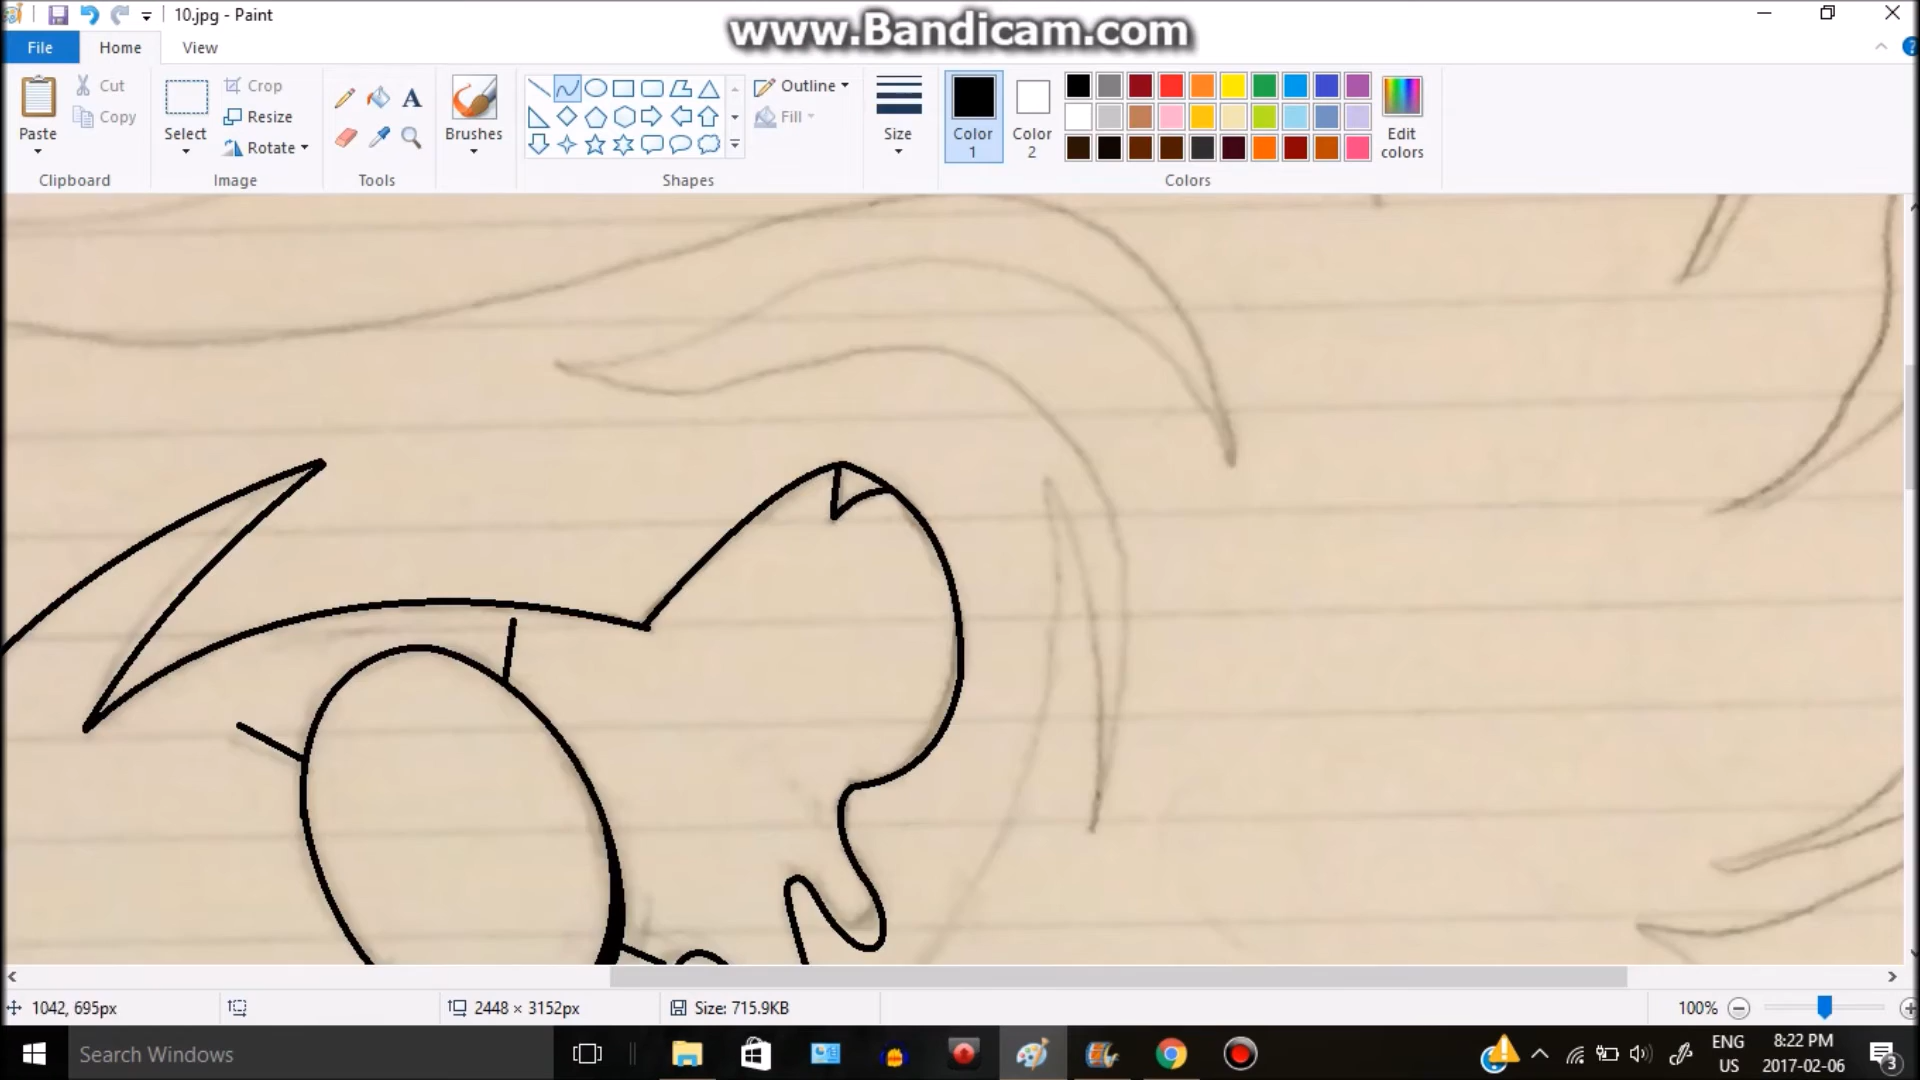 10.jpg - Paint
www.Bandicam.com
File
Home
View
Paste
Cut
Copy
Clipboard
Select
Crop
Resize
Rotate
Image
Tools
Brushes
Shapes
Outline
Fill
Size
Color 1
Color 2
Edit colors
Colors
1042, 695px
2448 × 3152px
Size: 715.9KB
100%
Search Windows
ENG
US
8:22 PM
2017-02-06
3